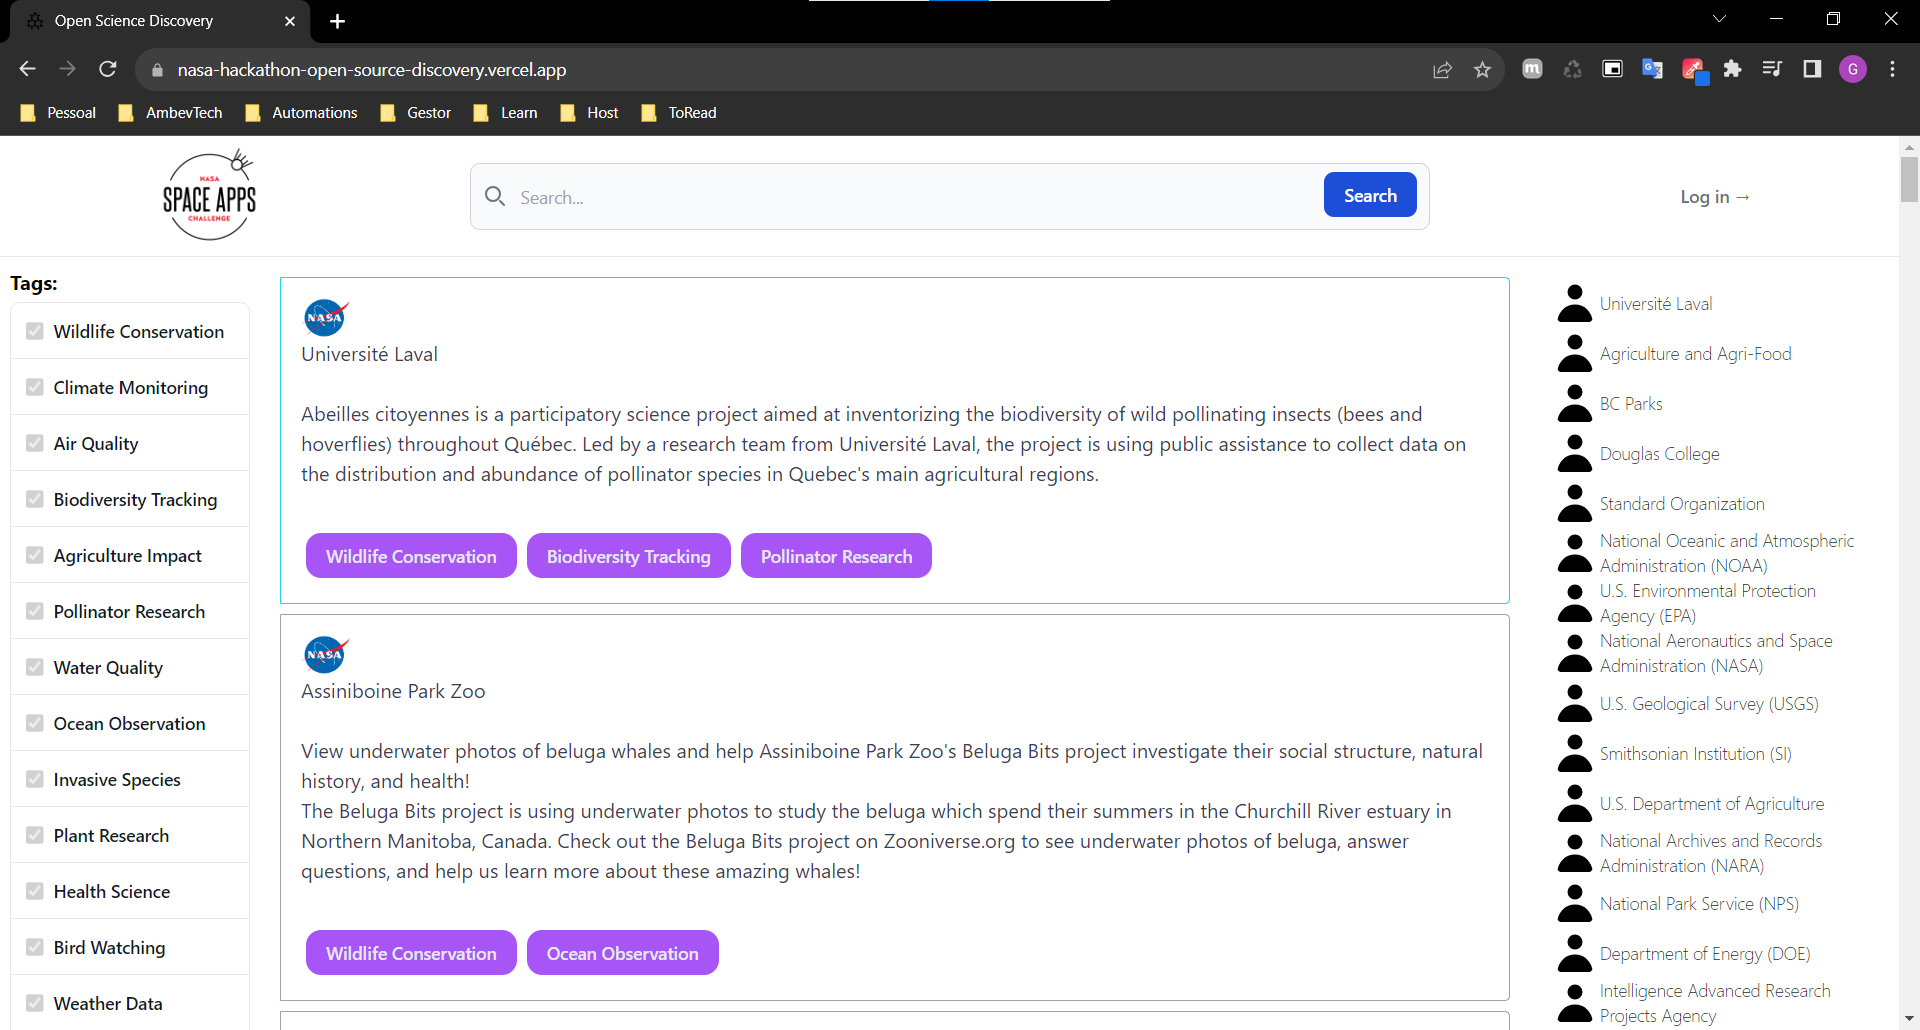 Open Science Discovery
nasa-hackathon-open-source-discovery.vercel.app
G
Pessoal
AmbevTech
Automations
Gestor
Learn
Host
ToRead
NASA
SPACE APPS
CHALLENGE
Search...
Search
Log in →
Tags:
Wildlife Conservation
Climate Monitoring
Air Quality
Biodiversity Tracking
Agriculture Impact
Pollinator Research
Water Quality
Ocean Observation
Invasive Species
Plant Research
Health Science
Bird Watching
Weather Data
NASA
Université Laval
Abeilles citoyennes is a participatory science project aimed at inventorizing the biodiversity of wild pollinating insects (bees and
hoverflies) throughout Québec. Led by a research team from Université Laval, the project is using public assistance to collect data on
the distribution and abundance of pollinator species in Quebec's main agricultural regions.
Wildlife Conservation
Biodiversity Tracking
Pollinator Research
NASA
Assiniboine Park Zoo
View underwater photos of beluga whales and help Assiniboine Park Zoo's Beluga Bits project investigate their social structure, natural
history, and health!
The Beluga Bits project is using underwater photos to study the beluga which spend their summers in the Churchill River estuary in
Northern Manitoba, Canada. Check out the Beluga Bits project on Zooniverse.org to see underwater photos of beluga, answer
questions, and help us learn more about these amazing whales!
Wildlife Conservation
Ocean Observation
Université Laval
Agriculture and Agri-Food
BC Parks
Douglas College
Standard Organization
National Oceanic and Atmospheric
Administration (NOAA)
U.S. Environmental Protection
Agency (EPA)
National Aeronautics and Space
Administration (NASA)
U.S. Geological Survey (USGS)
Smithsonian Institution (SI)
U.S. Department of Agriculture
National Archives and Records
Administration (NARA)
National Park Service (NPS)
Department of Energy (DOE)
Intelligence Advanced Research
Projects Agency